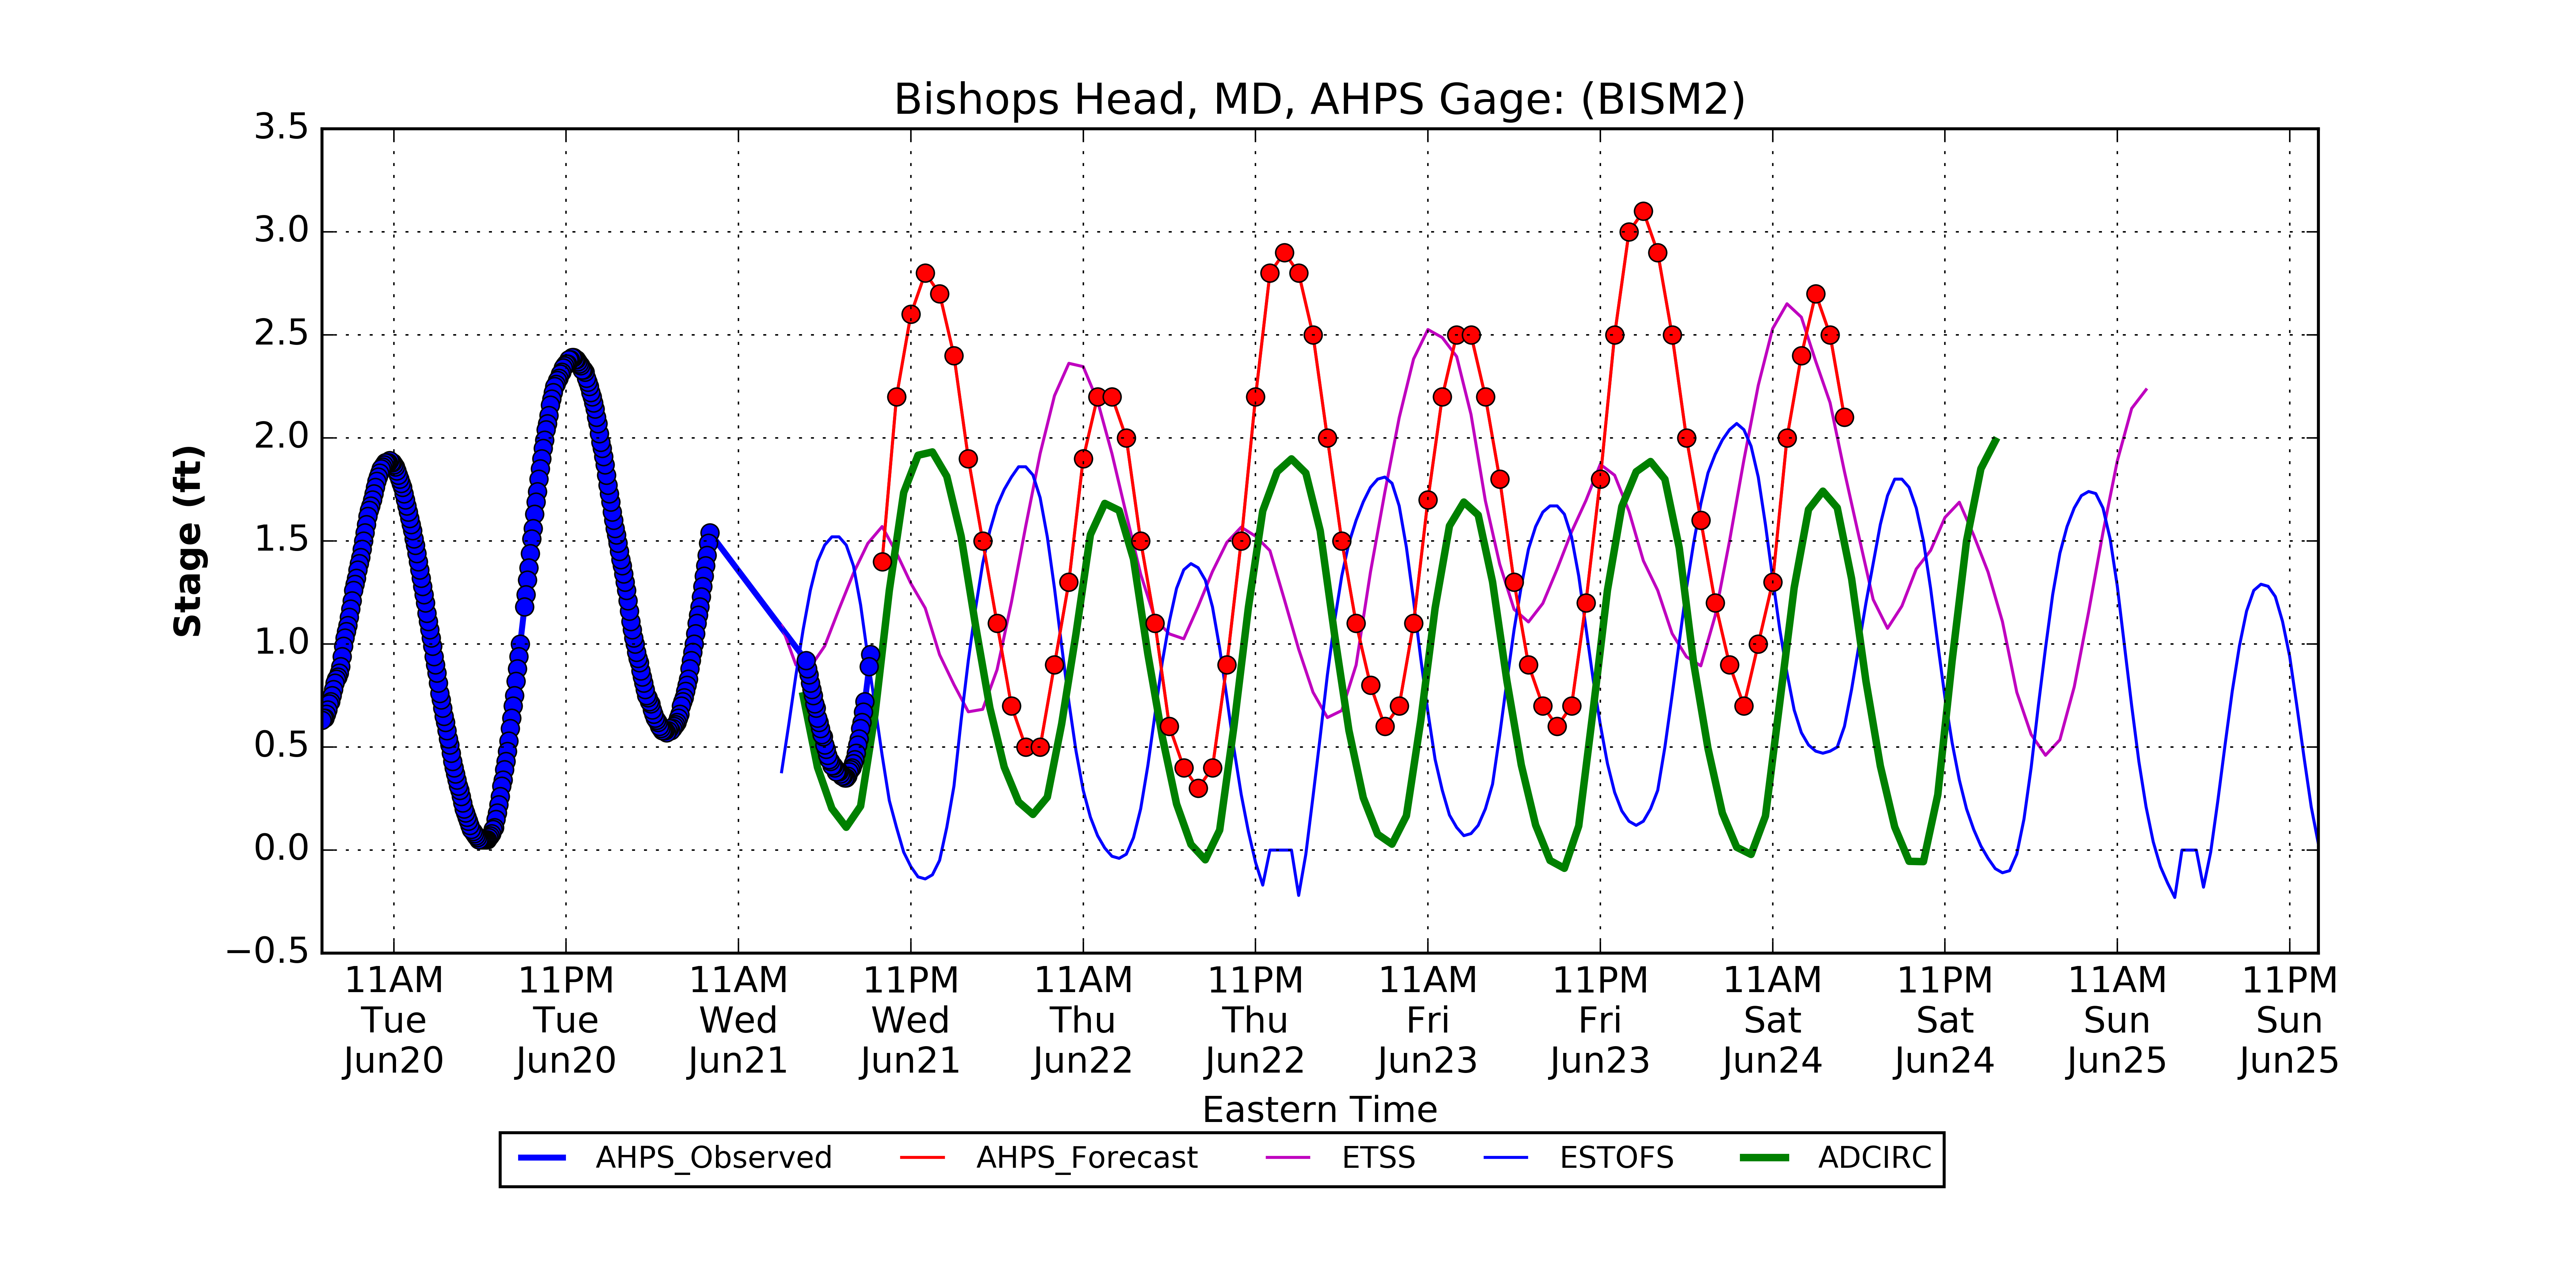 Bishops Head, MD, AHPS Gage: (BISM2)
Stage (ft)
3.5
3.0
2.5
2.0
1.5
1.0
0.5
0.0
−0.5
11AM 11PM 11AM 11PM 11AM 11PM 11AM 11PM 11AM 11PM 11AM 11PM
Tue Tue Wed Wed Thu Thu Fri Fri Sat Sat Sun Sun
Jun20 Jun20 Jun21 Jun21 Jun22 Jun22 Jun23 Jun23 Jun24 Jun24 Jun25 Jun25
Eastern Time
AHPS_Observed AHPS_Forecast ETSS ESTOFS ADCIRC